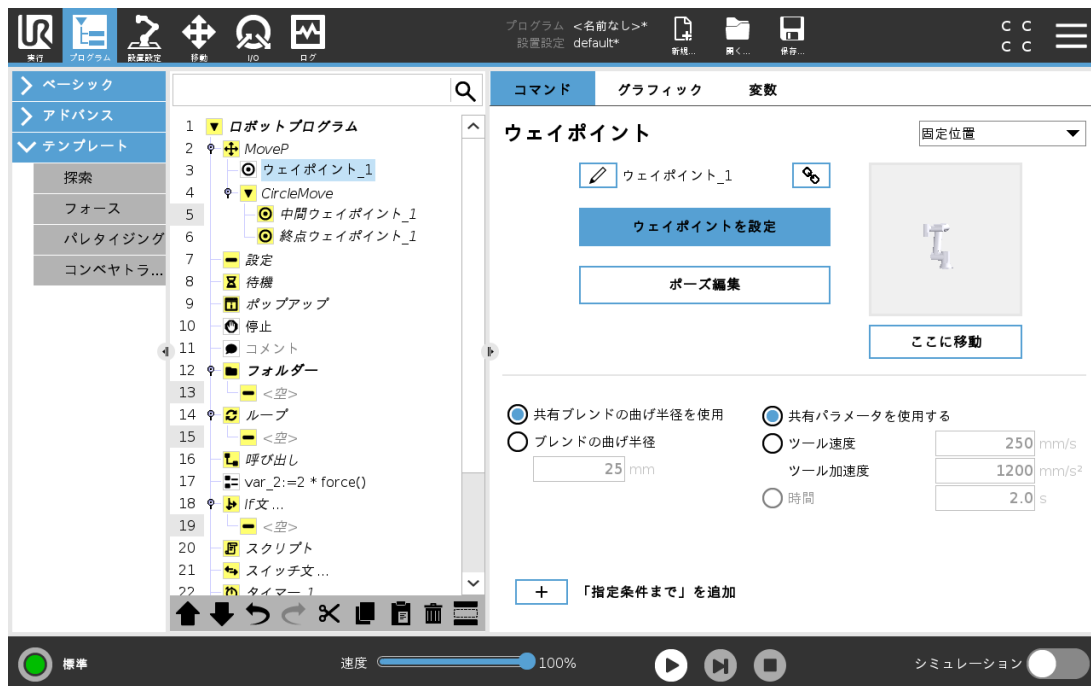 プログラム <名前なし>*
設置設定 default*
UR
実行 プログラム 設置設定 移動 I/O ログ
新規... 開く... 保存...
C C
C C
ベーシック
アドバンス
テンプレート
探索
フォース
パレタイジング
コンベヤトラ...
1 ロボットプログラム
2 MoveP
3 ウェイポイント_1
4 CircleMove
5 中間ウェイポイント_1
6 終点ウェイポイント_1
7 設定
8 待機
9 ポップアップ
10 停止
11 コメント
12 フォルダー
13 <空>
14 ループ
15 <空>
16 呼び出し
17 var_2:=2 * force()
18 If文 ...
19 <空>
20 スクリプト
21 スイッチ文 ...
22 タイマー 1
コマンド グラフィック 変数
ウェイポイント
固定位置
ウェイポイント_1
ウェイポイントを設定
ポーズ編集
ここに移動
共有ブレンドの曲げ半径を使用
ブレンドの曲げ半径
25 mm
共有パラメータを使用する
ツール速度 250 mm/s
ツール加速度 1200 mm/s²
時間 2.0 s
+ 「指定条件まで」を追加
標準
速度 100%
シミュレーション